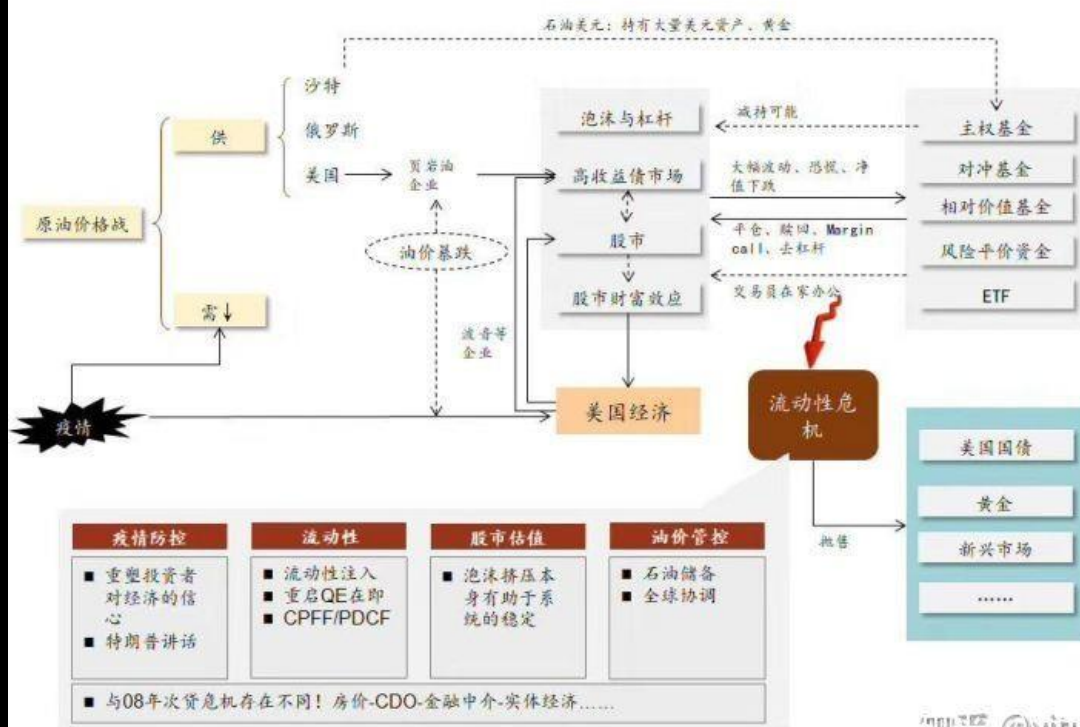 石油美元：持有大量美元资产、黄金
沙特
俄罗斯
美国
供
页岩油
企业
原油价格战
油价暴跌
需↓
疫情
波音等
企业
泡沫与杠杆
高收益债市场
股市
股市财富效应
美国经济
减持可能
大幅波动、恐慌、净
值下跌
平仓、赎回、Margin
call、去杠杆
交易员在家办公
主权基金
对冲基金
相对价值基金
风险平价资金
ETF
流动性危
机
抛售
美国国债
黄金
新兴市场
……
疫情防控
■ 重塑投资者
对经济的信
心
■ 特朗普讲话
流动性
■ 流动性注入
■ 重启QE在即
■ CPFF/PDCF
股市估值
■ 泡沫挤压本
身有助于系
统的稳定
油价管控
■ 石油储备
■ 全球协调
■ 与08年次贷危机存在不同！房价-CDO-金融中介-实体经济……